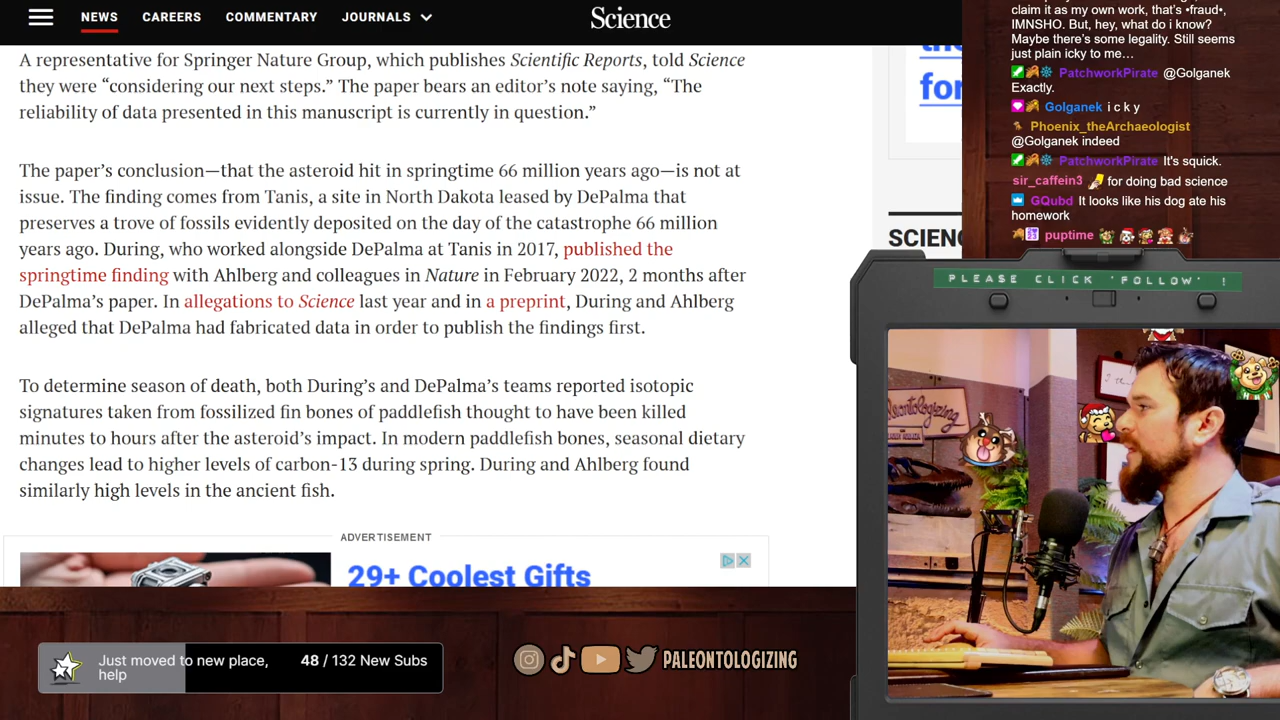 NEWS
CAREERS
COMMENTARY
JOURNALS
Science
A representative for Springer Nature Group, which publishes Scientific Reports, told Science
they were “considering our next steps.” The paper bears an editor’s note saying, “The
reliability of data presented in this manuscript is currently in question.”
The paper’s conclusion—that the asteroid hit in springtime 66 million years ago—is not at
issue. The finding comes from Tanis, a site in North Dakota leased by DePalma that
preserves a trove of fossils evidently deposited on the day of the catastrophe 66 million
years ago. During, who worked alongside DePalma at Tanis in 2017, published the
springtime finding with Ahlberg and colleagues in Nature in February 2022, 2 months after
DePalma’s paper. In allegations to Science last year and in a preprint, During and Ahlberg
alleged that DePalma had fabricated data in order to publish the findings first.
To determine season of death, both During’s and DePalma’s teams reported isotopic
signatures taken from fossilized fin bones of paddlefish thought to have been killed
minutes to hours after the asteroid’s impact. In modern paddlefish bones, seasonal dietary
changes lead to higher levels of carbon-13 during spring. During and Ahlberg found
similarly high levels in the ancient fish.
ADVERTISEMENT
29+ Coolest Gifts
for
SCIENC
claim it as my own work, that's •fraud•,
IMNSHO. But, hey, what do i know?
Maybe there's some legality. Still seems
just plain icky to me…
PatchworkPirate @Golganek
Exactly.
Golganek i c k y
Phoenix_theArchaeologist
@Golganek indeed
PatchworkPirate It's squick.
sir_caffein3 for doing bad science
GQubd It looks like his dog ate his
homework
puptime
PLEASE CLICK 'FOLLOW' !
Just moved to new place,
help
48 / 132 New Subs
PALEONTOLOGIZING